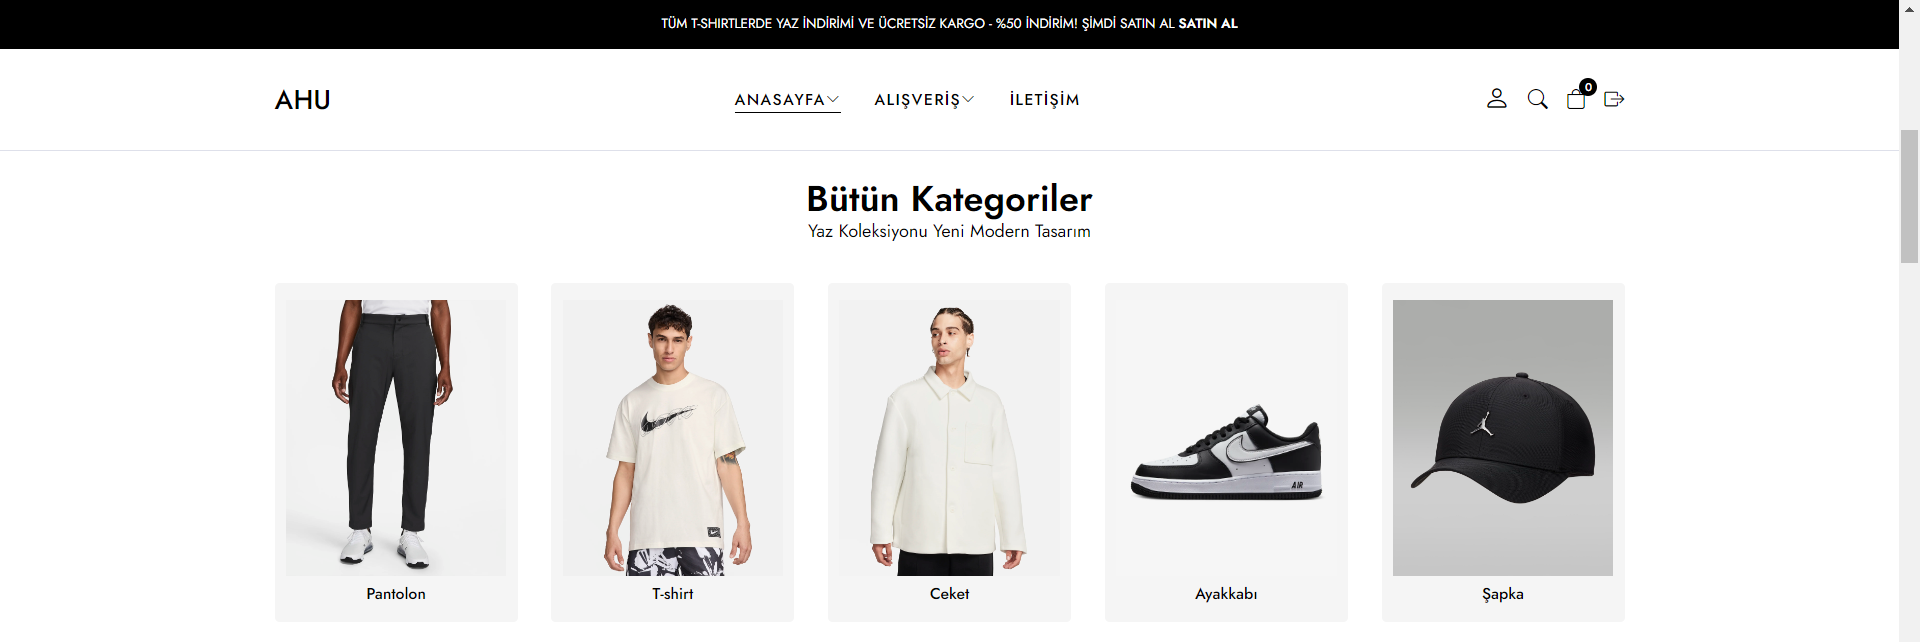 TÜM T-SHIRTLERDE YAZ İNDİRİMİ VE ÜCRETSİZ KARGO - %50 İNDİRİM! ŞİMDİ SATIN AL SATIN AL
AHU
ANASAYFA
ALIŞVERİŞ
İLETİŞİM
0
Bütün Kategoriler
Yaz Koleksiyonu Yeni Modern Tasarım
AIR
Pantolon
T-shirt
Ceket
Ayakkabı
Şapka